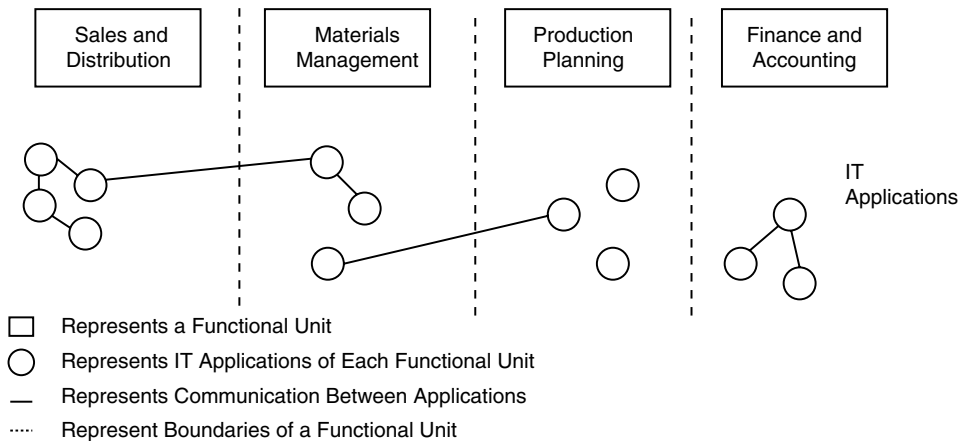 Sales and
Distribution
Materials
Management
Production
Planning
Finance and
Accounting
IT
Applications
Represents a Functional Unit
Represents IT Applications of Each Functional Unit
Represents Communication Between Applications
Represent Boundaries of a Functional Unit